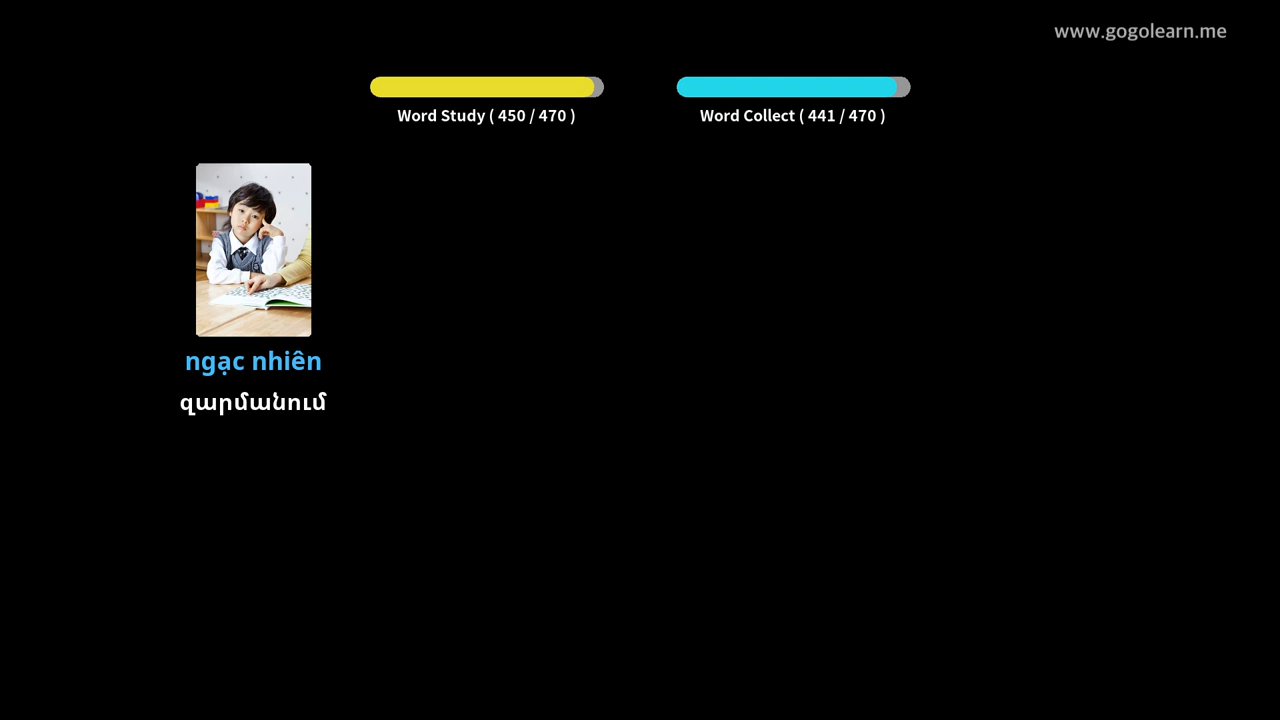 www.gogolearn.me
Word Study ( 450 / 470 )
Word Collect ( 441 / 470 )
ngạc nhiên
զարմանում